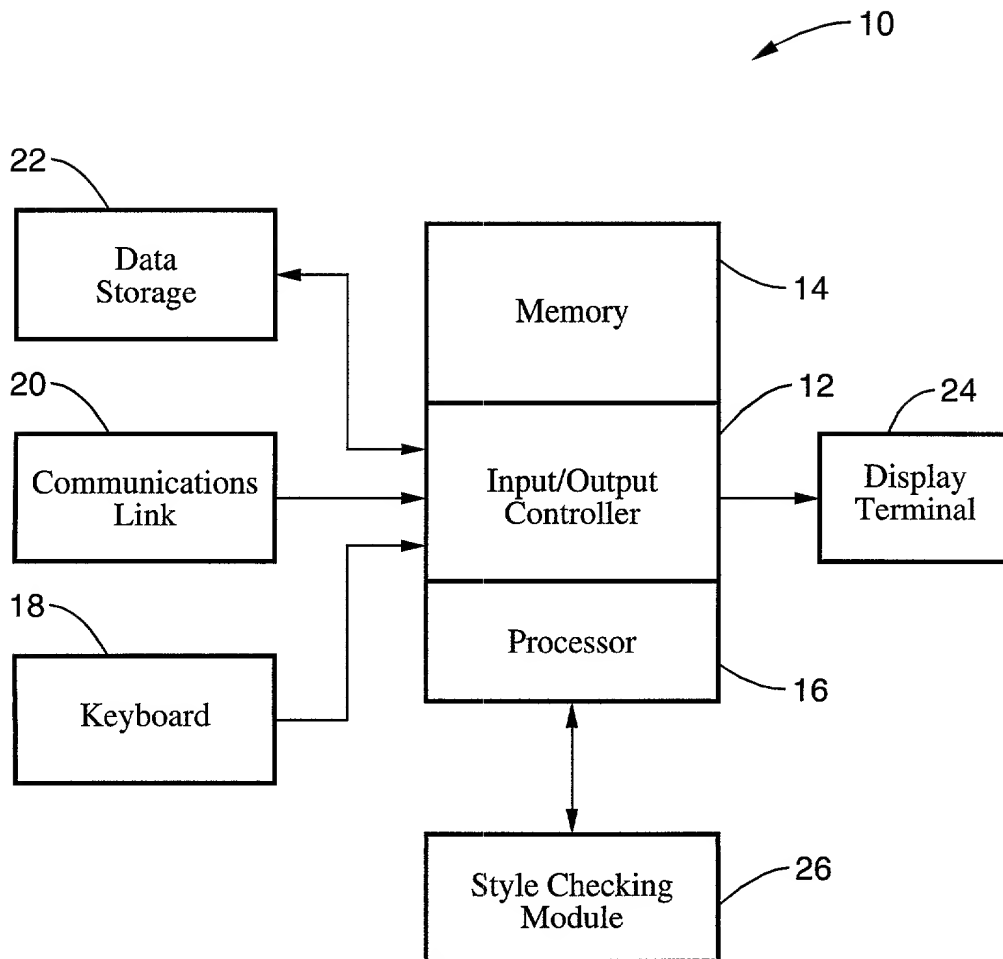 10
22
Data
Storage
Memory
14
20
Communications
Link
12
Input/Output
Controller
24
Display
Terminal
18
Keyboard
Processor
16
Style Checking
Module
26